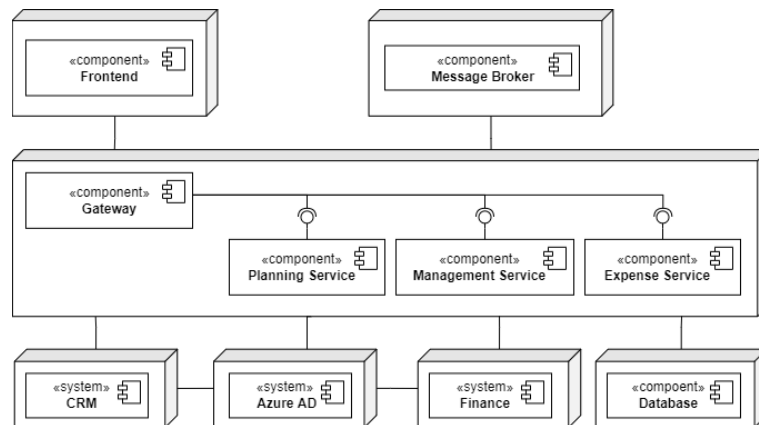 «component»
Frontend
«component»
Message Broker
«component»
Gateway
«component»
Planning Service
«component»
Management Service
«component»
Expense Service
«system»
CRM
«system»
Azure AD
«system»
Finance
«compoent»
Database